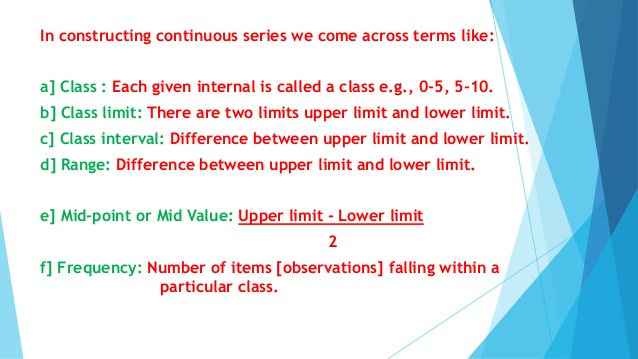 In constructing continuous series we come across terms like:
a] Class : Each given internal is called a class e.g., 0-5, 5-10.
b] Class limit: There are two limits upper limit and lower limit.
c] Class interval: Difference between upper limit and lower limit.
d] Range: Difference between upper limit and lower limit.
e] Mid-point or Mid Value: Upper limit - Lower limit
2
f] Frequency: Number of items [observations] falling within a
particular class.